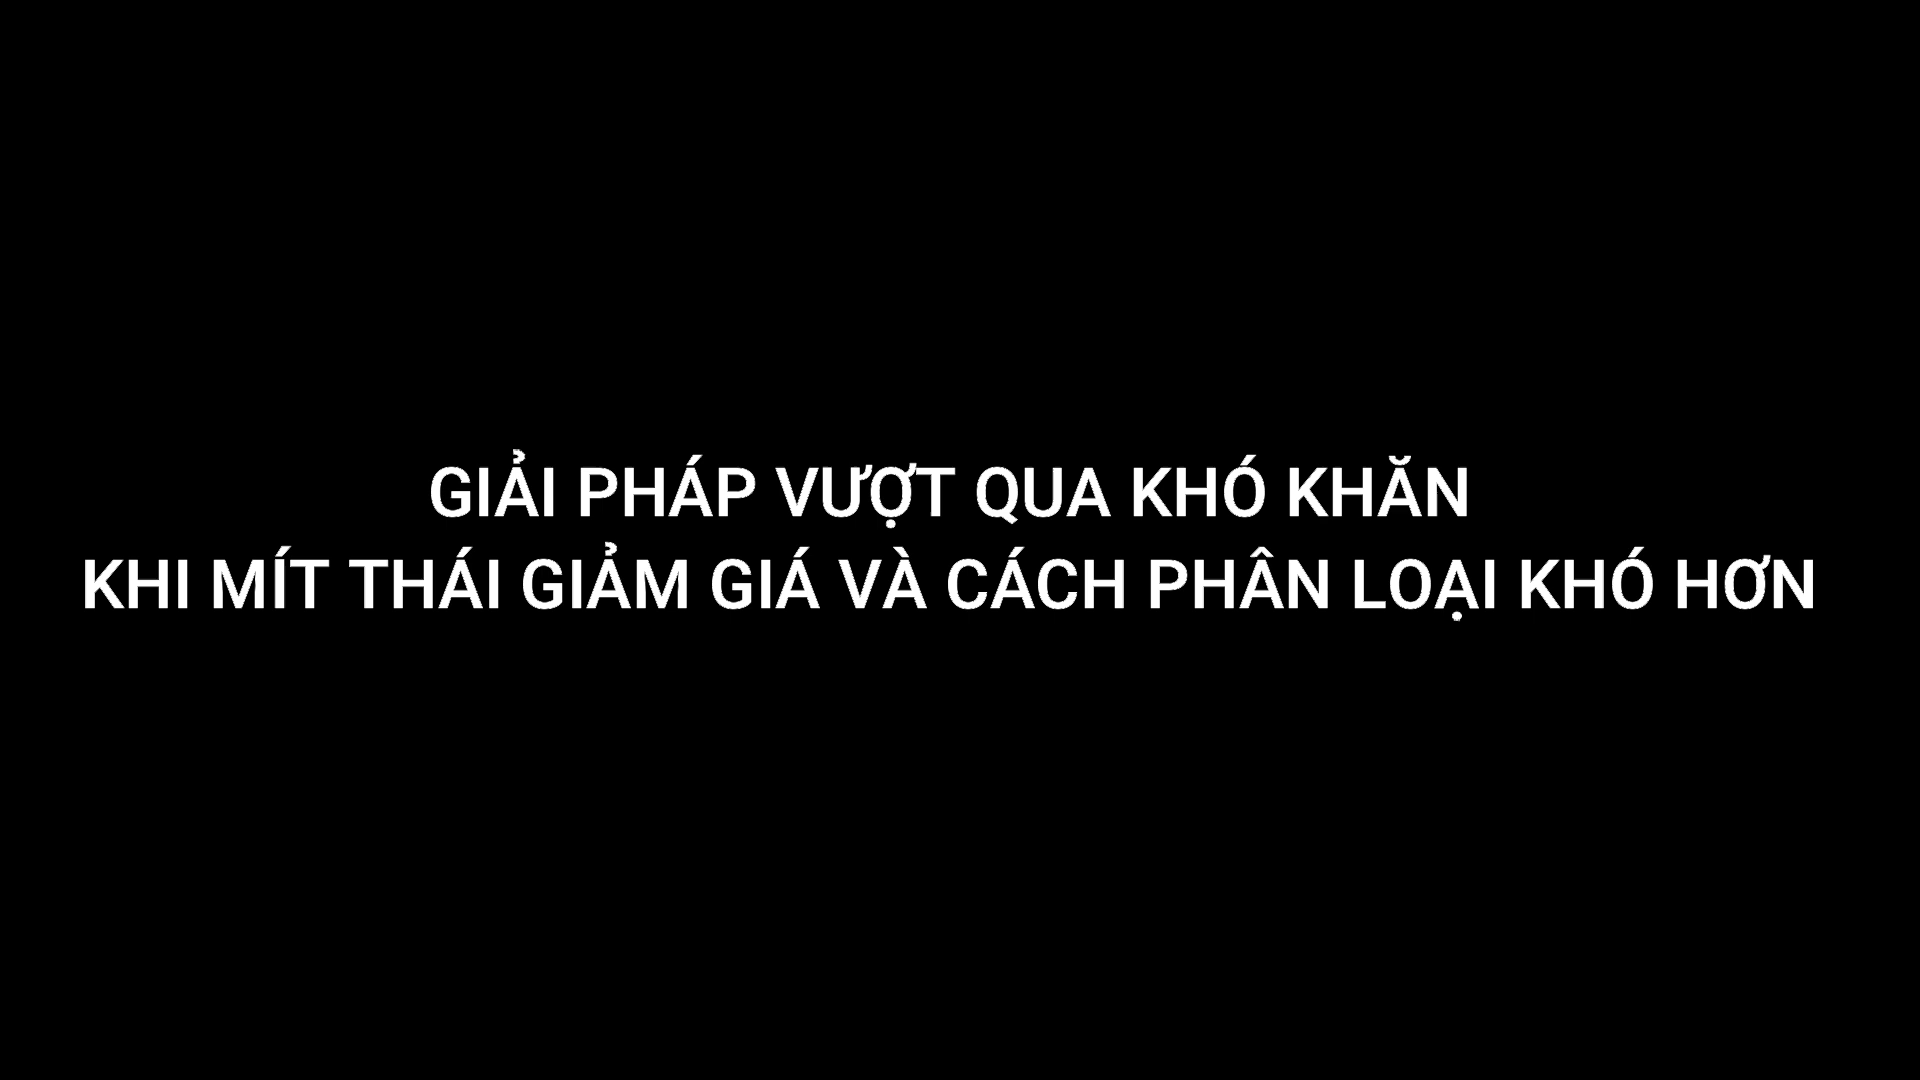 GIẢI PHÁP VƯỢT QUA KHÓ KHĂN
KHI MÍT THÁI GIẢM GIÁ VÀ CÁCH PHÂN LOẠI KHÓ HƠN